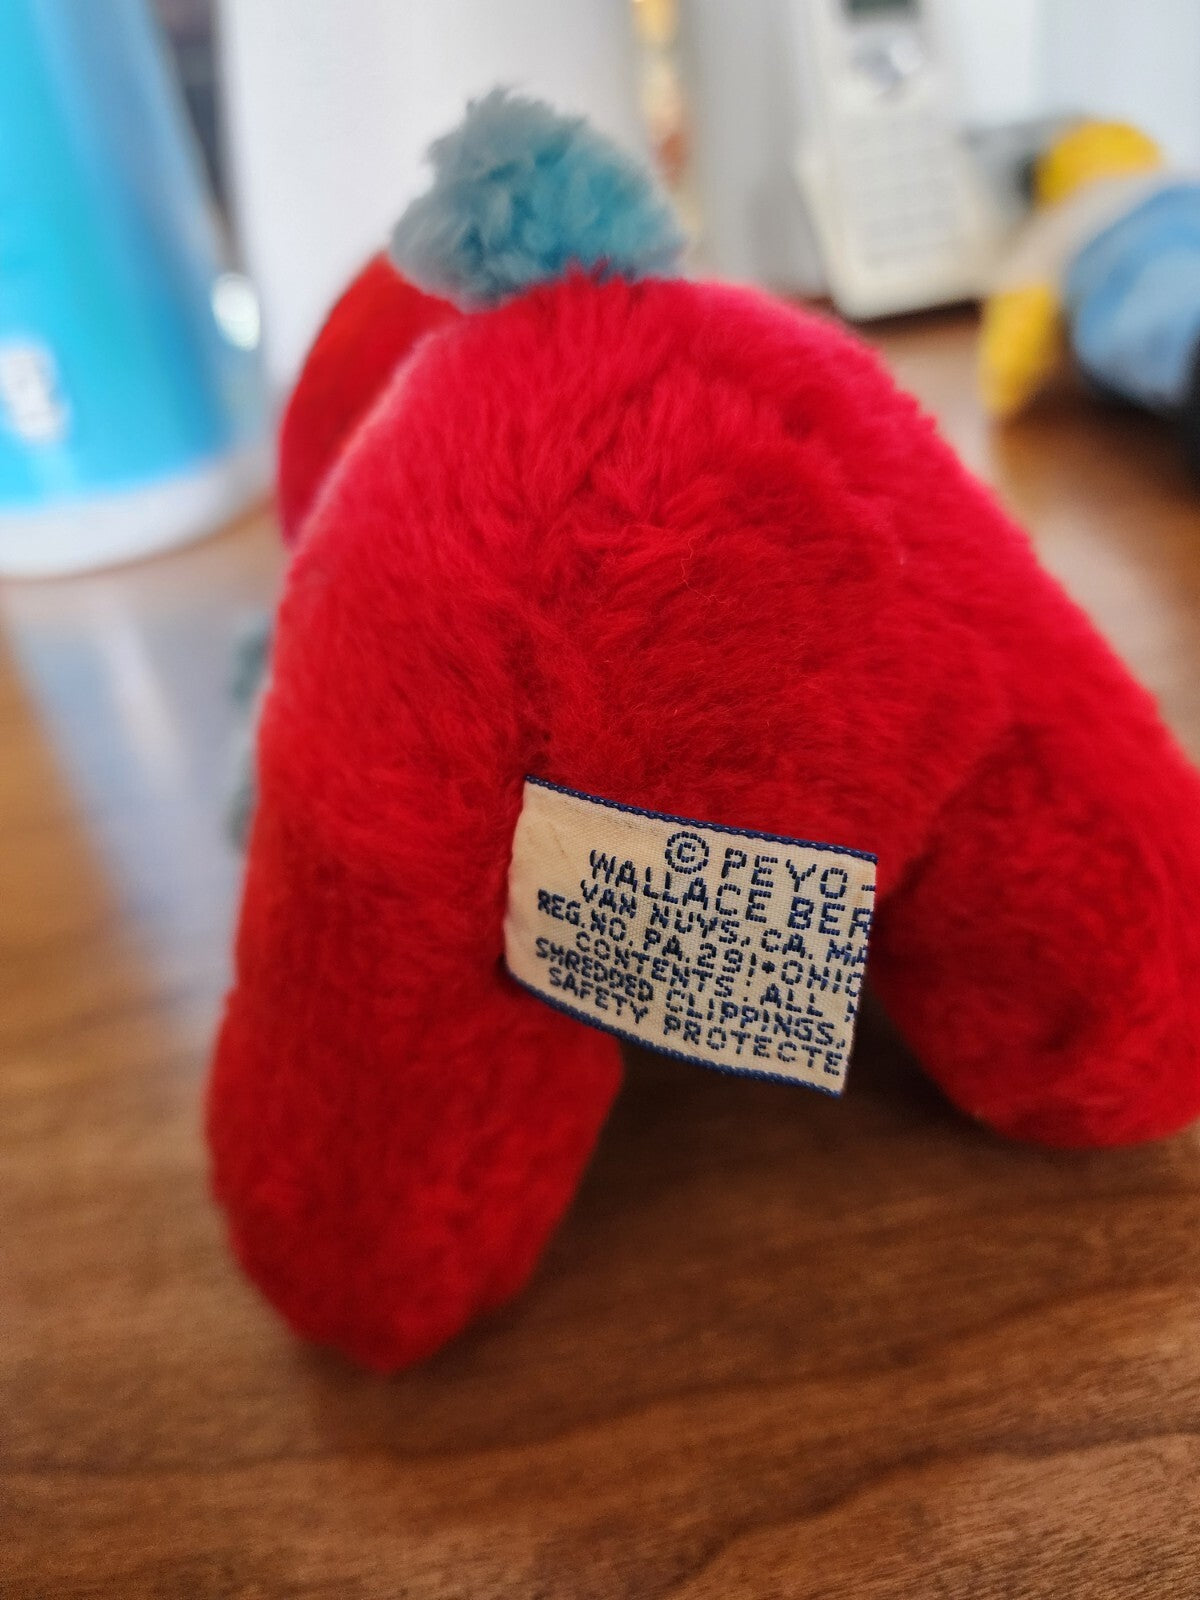 © PEYO-
WALLACE BER
VAN NUYS, CA. MA
REG. NO. PA. 291•OHIO
CONTENTS: ALL
SHREDDED CLIPPINGS.
SAFETY PROTECTE